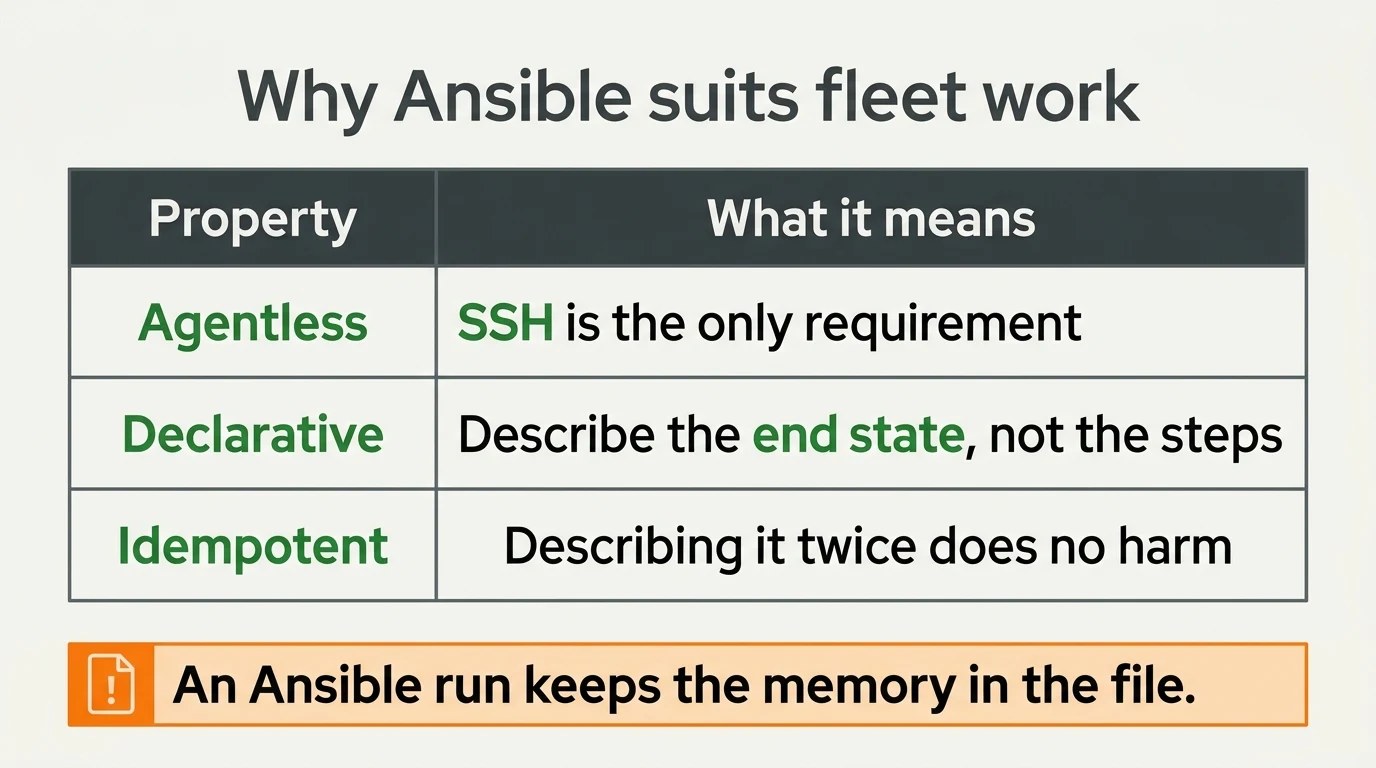 Why Ansible suits fleet work
Property
What it means
Agentless
SSH is the only requirement
Declarative
Describe the end state, not the steps
Idempotent
Describing it twice does no harm
An Ansible run keeps the memory in the file.